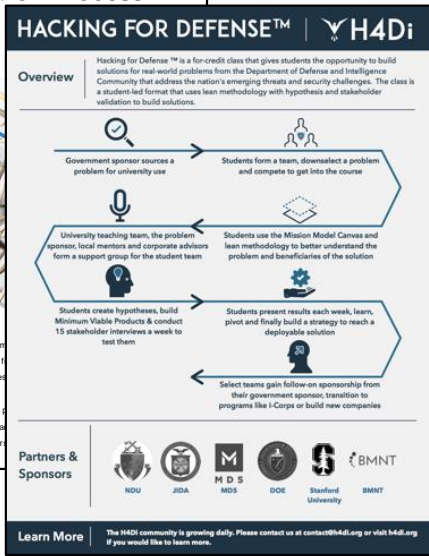 HACKING FOR DEFENSE™ | H4Di
Overview
Hacking for Defense ™ is a for-credit class that gives students the opportunity to build
solutions for real-world problems from the Department of Defense and Intelligence
Community that address the nation's emerging threats and security challenges. The class is
a student-led format that uses lean methodology with hypothesis and stakeholder
validation to build solutions.
Government sponsor sources a
problem for university use
Students form a team, downselect a problem
and compete to get into the course
University teaching team, the problem
sponsor, local mentors and corporate advisors
form a support group for the student team
Students use the Mission Model Canvas and
lean methodology to better understand the
problem and beneficiaries of the solution
Students create hypotheses, build
Minimum Viable Products & conduct
15 stakeholder interviews a week to
test them
Students present results each week, learn,
pivot and finally build a strategy to reach a
deployable solution
Select teams gain follow-on sponsorship from
their government sponsor, transition to
programs like I-Corps or build new companies
Partners &
Sponsors
NDU
JIDA
M
MD5
MD5
DOE
Stanford
University
BMNT
BMNT
Learn More
The H4Di community is growing daily. Please contact us at contact@h4di.org or visit h4di.org
if you would like to learn more.